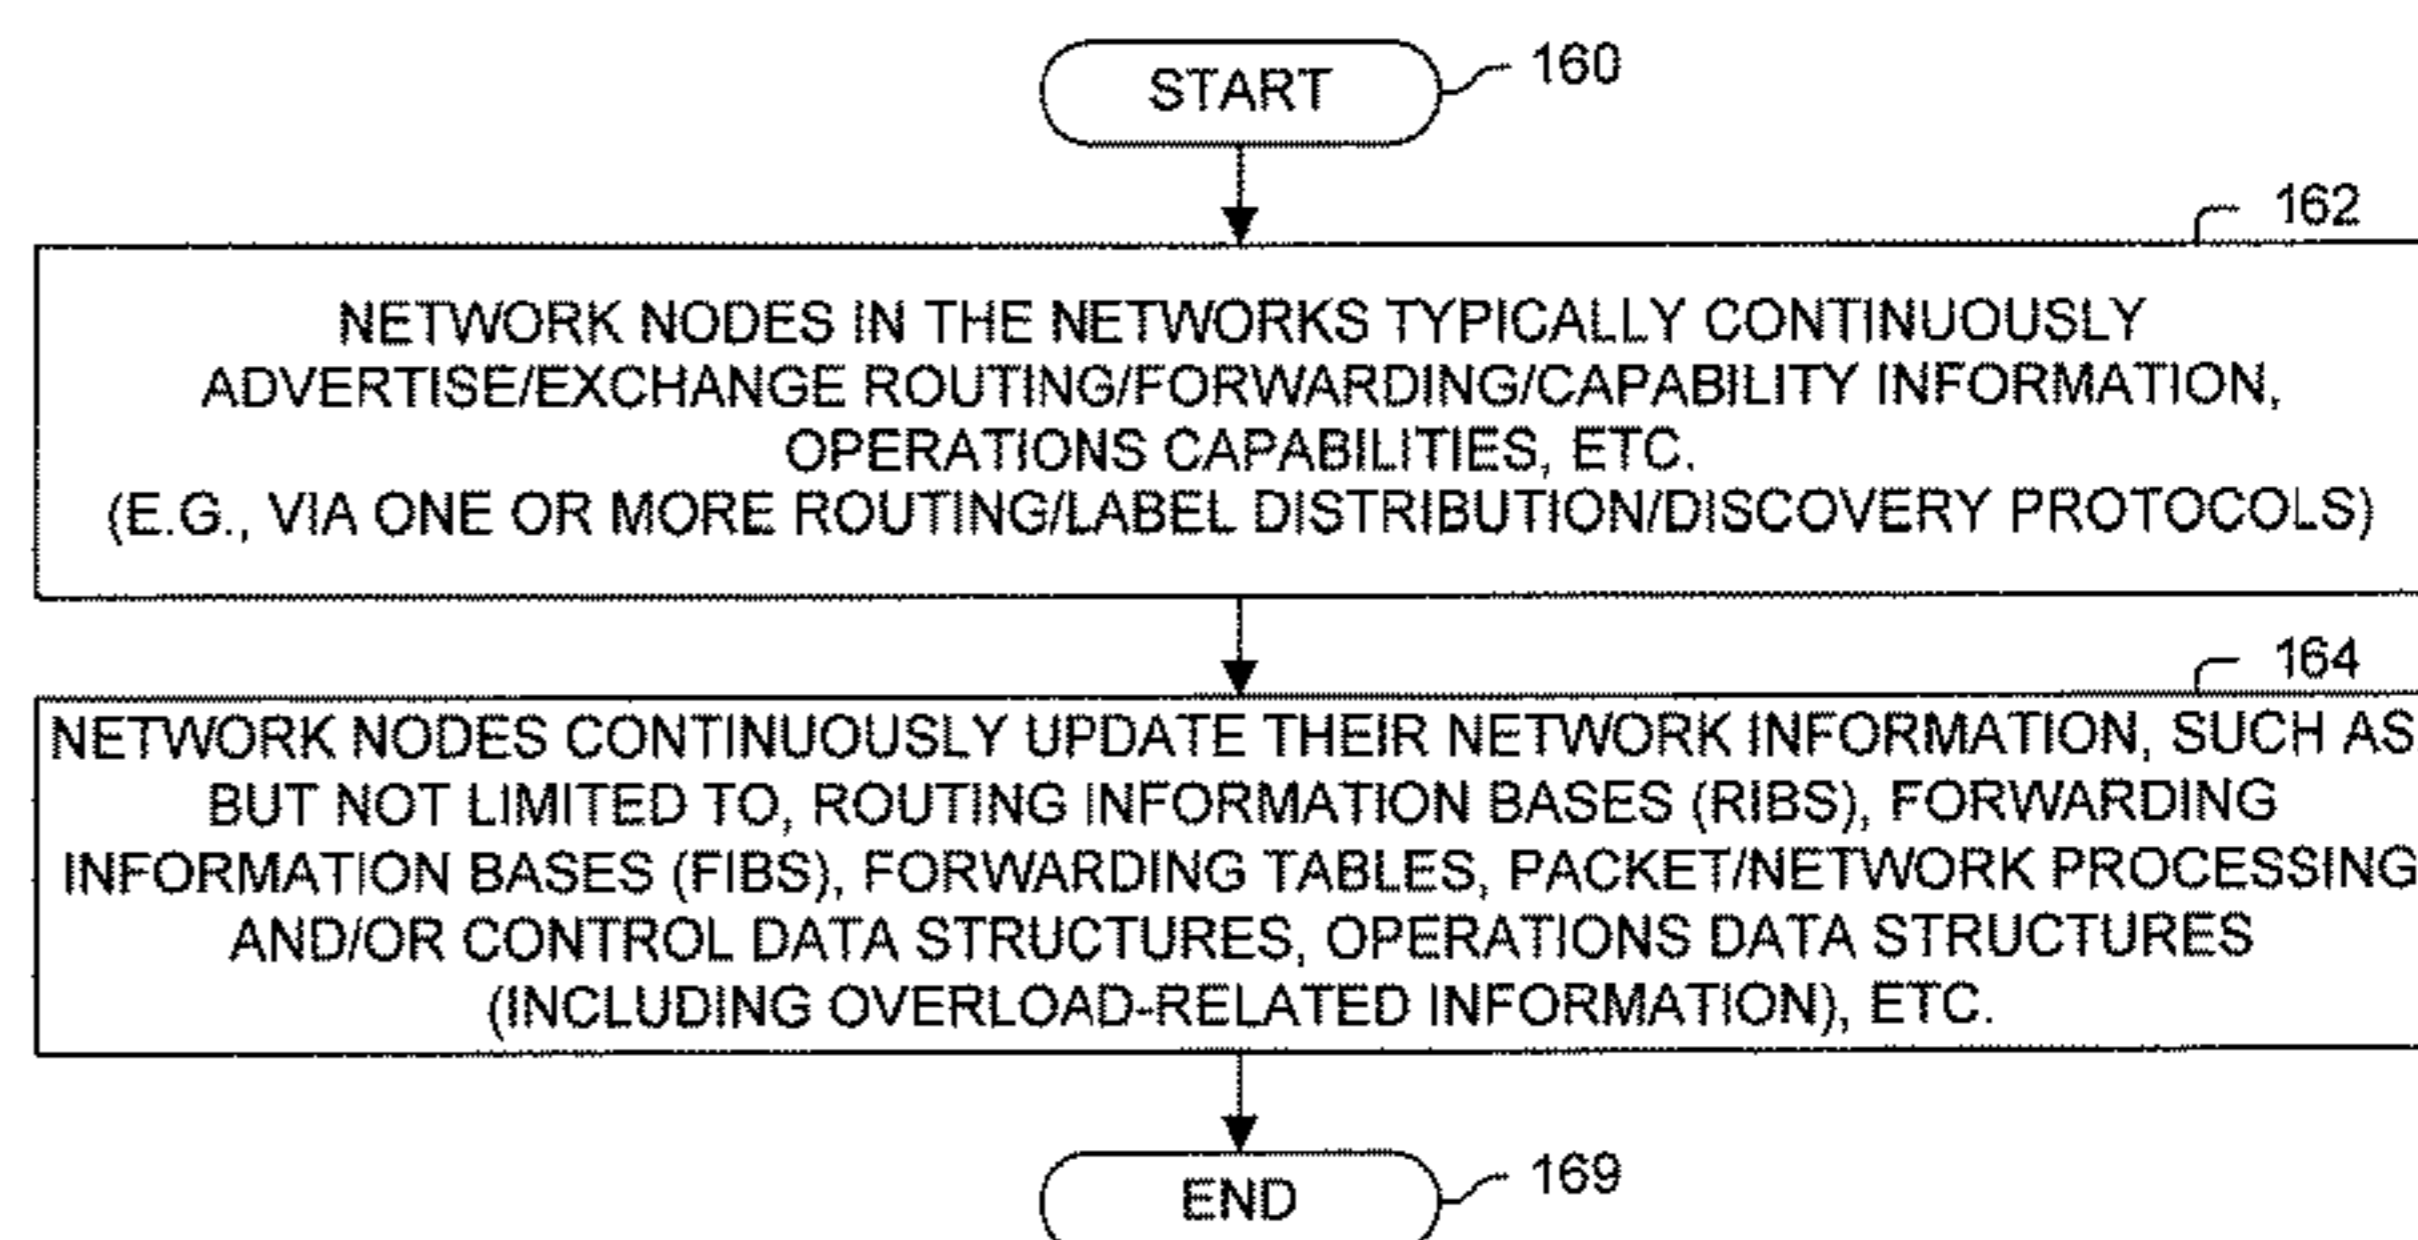 START
160
162
NETWORK NODES IN THE NETWORKS TYPICALLY CONTINUOUSLY
ADVERTISE/EXCHANGE ROUTING/FORWARDING/CAPABILITY INFORMATION,
OPERATIONS CAPABILITIES, ETC.
(E.G., VIA ONE OR MORE ROUTING/LABEL DISTRIBUTION/DISCOVERY PROTOCOLS)
164
NETWORK NODES CONTINUOUSLY UPDATE THEIR NETWORK INFORMATION, SUCH AS
BUT NOT LIMITED TO, ROUTING INFORMATION BASES (RIBS), FORWARDING
INFORMATION BASES (FIBS), FORWARDING TABLES, PACKET/NETWORK PROCESSING
AND/OR CONTROL DATA STRUCTURES, OPERATIONS DATA STRUCTURES
(INCLUDING OVERLOAD-RELATED INFORMATION), ETC.
END
169